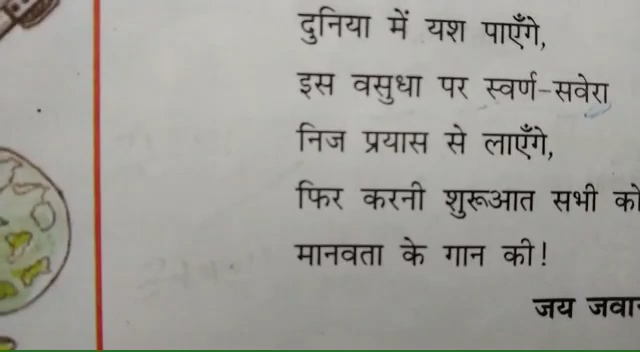 दुनिया में यश पाएँगे,
इस वसुधा पर स्वर्ण-सवेरा
निज प्रयास से लाएँगे,
फिर करनी शुरूआत सभी को
मानवता के गान की!
जय